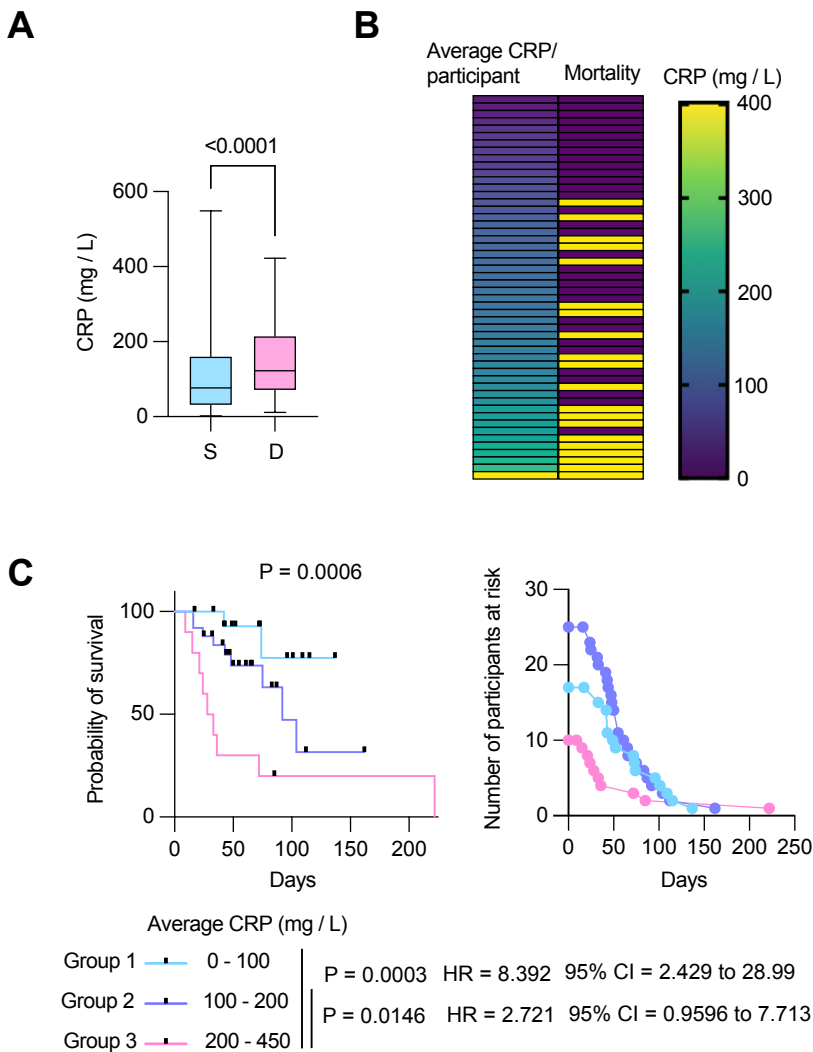 A
<0.0001
600
400
200
0
CRP (mg / L)
S
D
B
Average CRP/
participant
Mortality
CRP (mg / L)
400
300
200
100
0
C
P = 0.0006
100
50
0
Probability of survival
0
50
100
150
200
Days
30
20
10
0
Number of participants at risk
0
50
100
150
200
250
Days
Average CRP (mg / L)
Group 1 0 - 100
Group 2 100 - 200
Group 3 200 - 450
P = 0.0003 HR = 8.392 95% CI = 2.429 to 28.99
P = 0.0146 HR = 2.721 95% CI = 0.9596 to 7.713